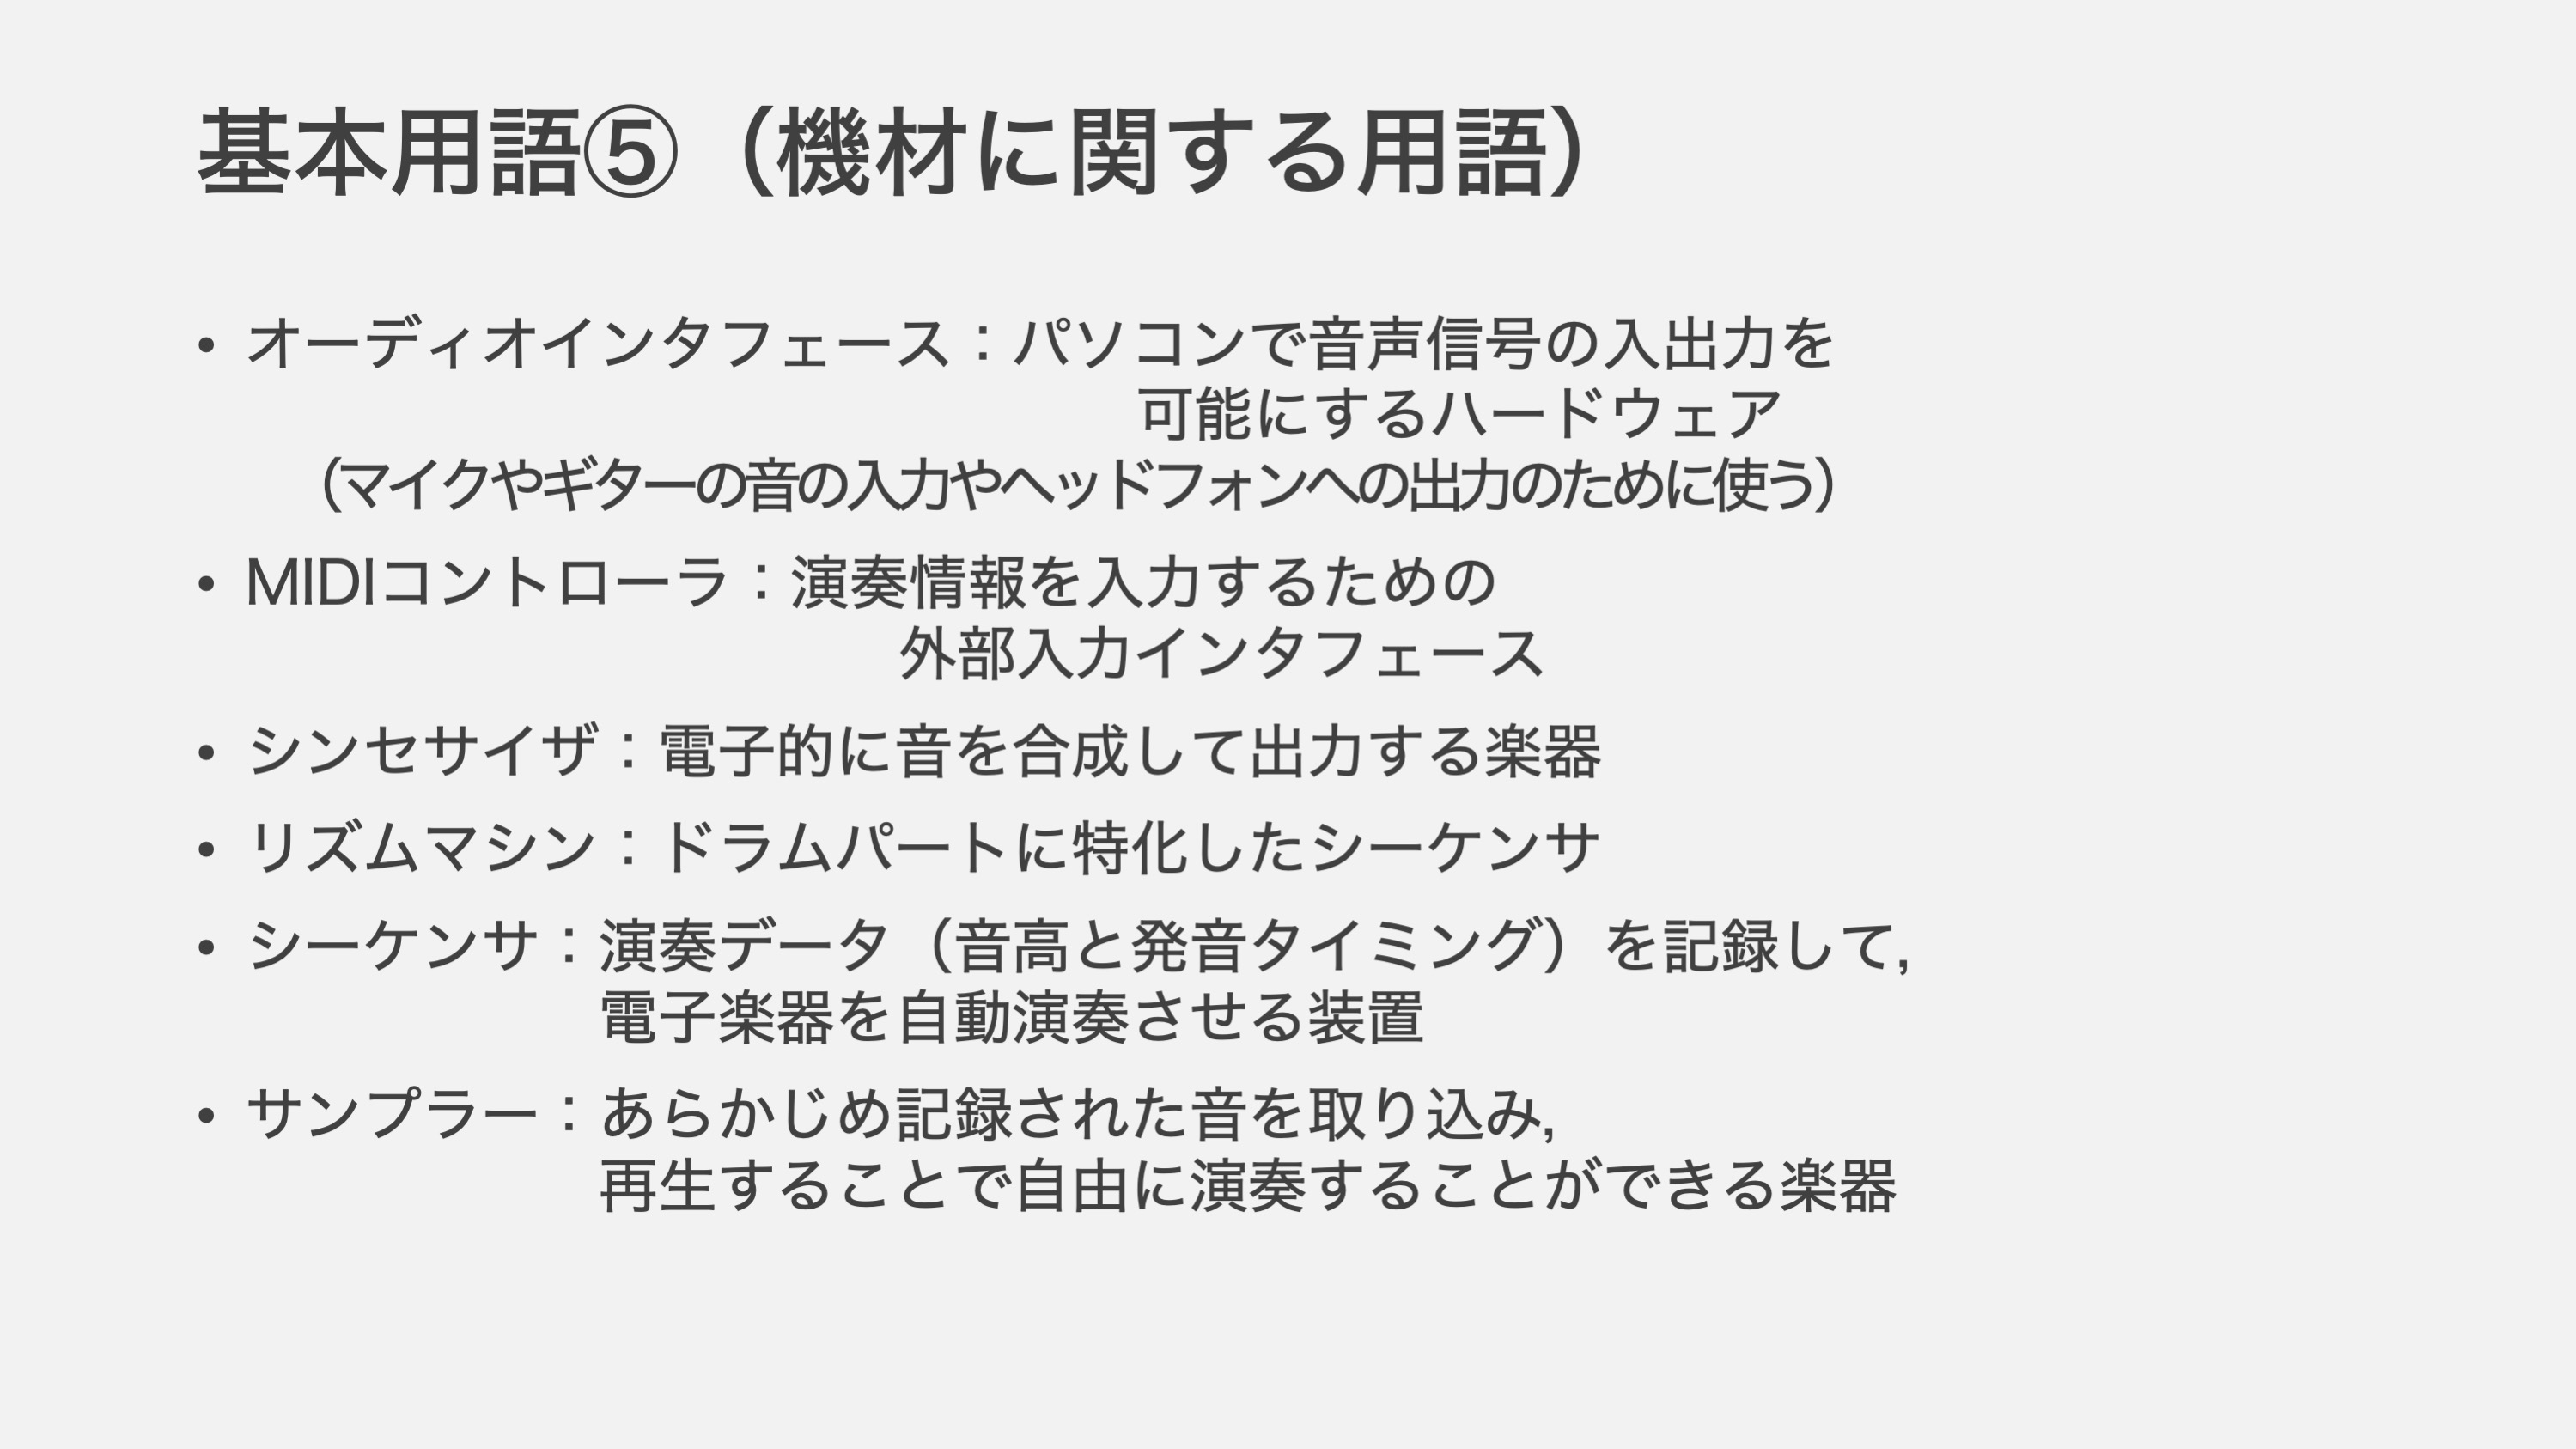 基本用語⑤（機材に関する用語）
• オーディオインタフェース：パソコンで音声信号の入出力を
可能にするハードウェア
（マイクやギターの音の入力やヘッドフォンへの出力のために使う）
• MIDIコントローラ：演奏情報を入力するための
外部入力インタフェース
• シンセサイザ：電子的に音を合成して出力する楽器
• リズムマシン：ドラムパートに特化したシーケンサ
• シーケンサ：演奏データ（音高と発音タイミング）を記録して,
電子楽器を自動演奏させる装置
• サンプラー：あらかじめ記録された音を取り込み,
再生することで自由に演奏することができる楽器